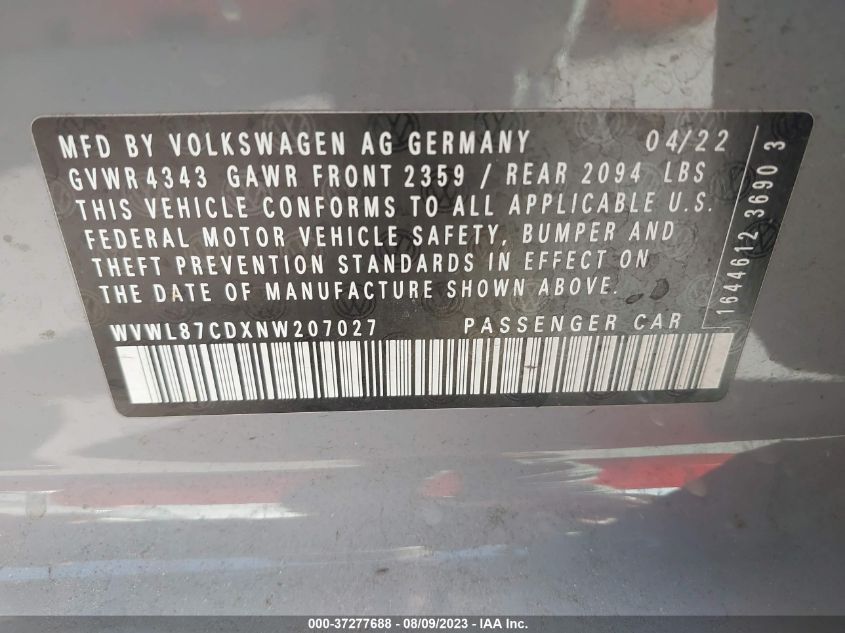 MFD BY VOLKSWAGEN AG GERMANY 04/22
GVWR 4343 GAWR FRONT 2359 / REAR 2094 LBS
THIS VEHICLE CONFORMS TO ALL APPLICABLE U.S.
FEDERAL MOTOR VEHICLE SAFETY, BUMPER AND
THEFT PREVENTION STANDARDS IN EFFECT ON
THE DATE OF MANUFACTURE SHOWN ABOVE.
WVWL87CDXNW207027 PASSENGER CAR
1644612 3690 3
000-37277688 - 08/09/2023 - IAA Inc.